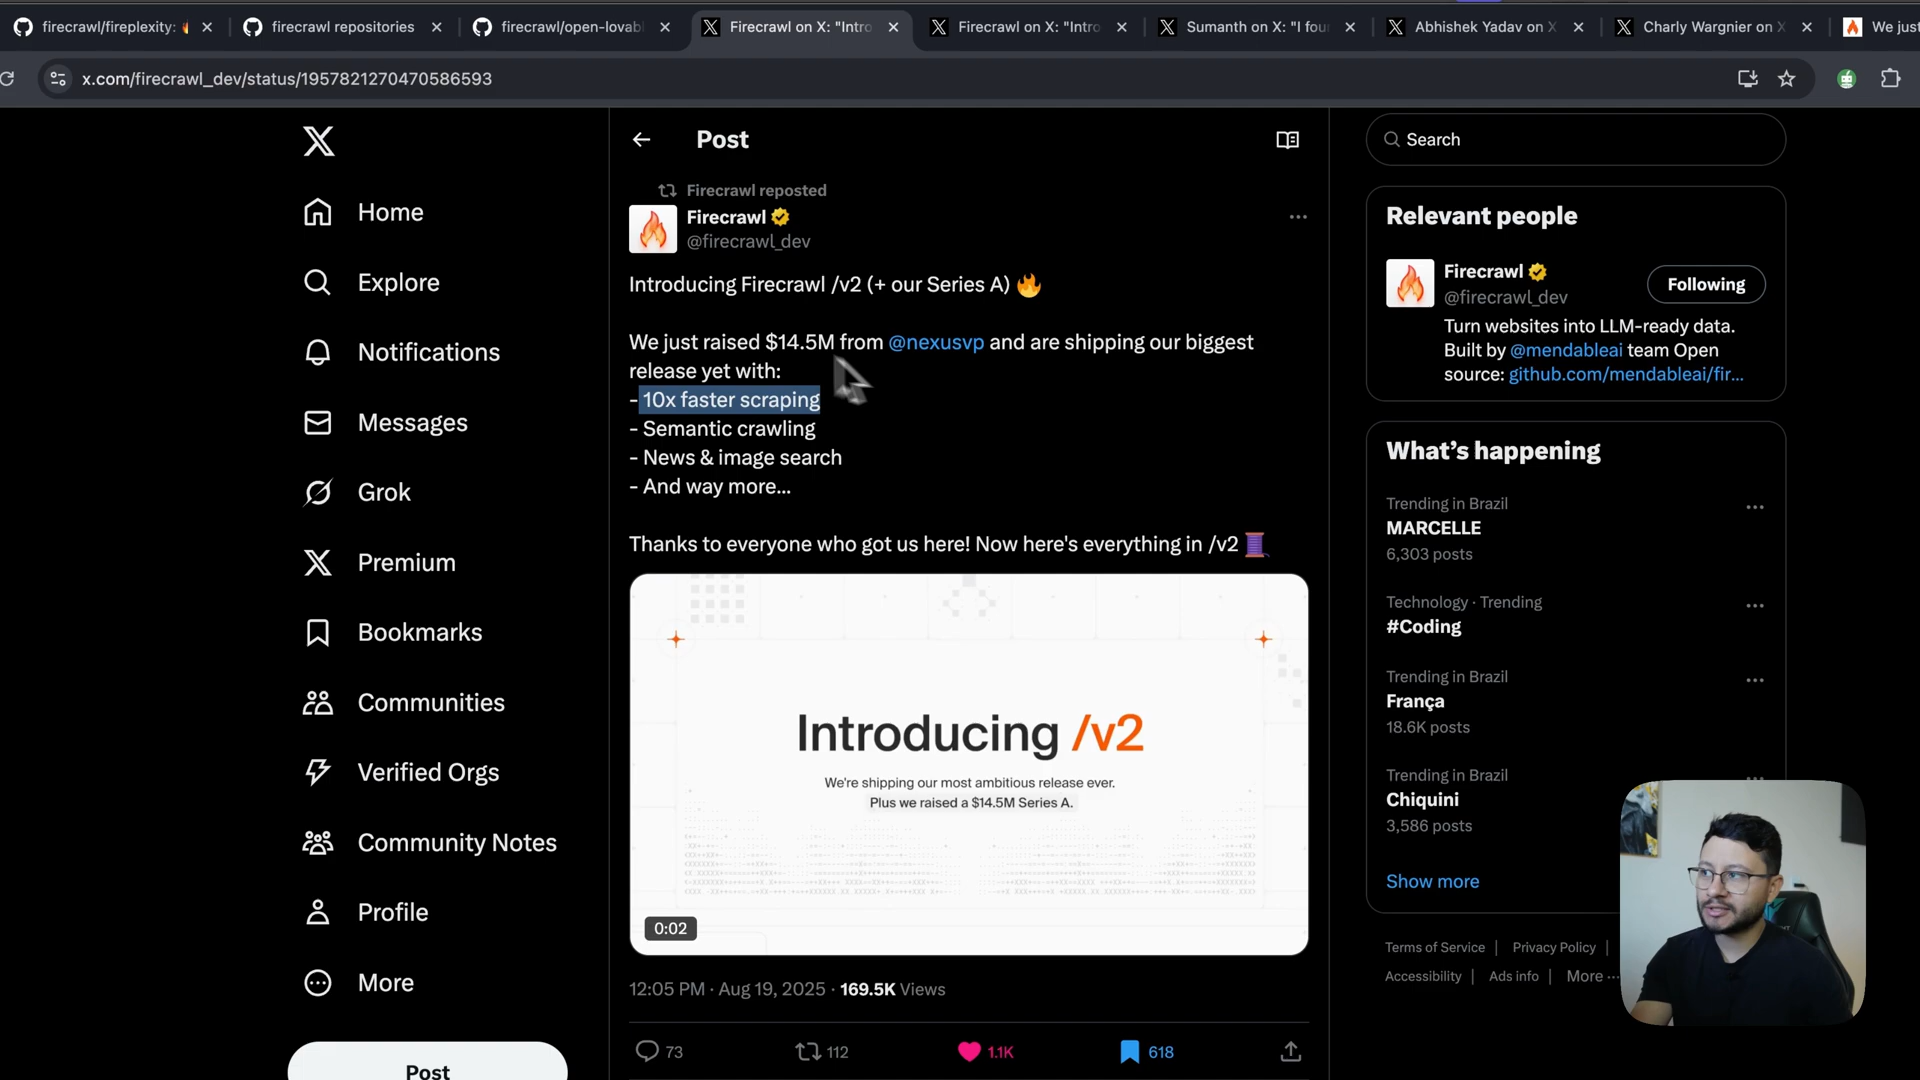 firecrawl/fireplexity:
firecrawl repositories
firecrawl/open-lovabl
Firecrawl on X: "Intro
Firecrawl on X: "Intro
Sumanth on X: "I fou
Abhishek Yadav on X
Charly Wargnier on X
We just
x.com/firecrawl_dev/status/1957821270470586593
Home
Explore
Notifications
Messages
Grok
Premium
Bookmarks
Communities
Verified Orgs
Community Notes
Profile
More
Post
Post
Firecrawl reposted
Firecrawl
@firecrawl_dev
Introducing Firecrawl /v2 (+ our Series A) 🔥
We just raised $14.5M from @nexusvp and are shipping our biggest
release yet with:
- 10x faster scraping
- Semantic crawling
- News & image search
- And way more...
Thanks to everyone who got us here! Now here's everything in /v2 🧵
Introducing /v2
We're shipping our most ambitious release ever.
Plus we raised a $14.5M Series A.
0:02
12:05 PM · Aug 19, 2025 · 169.5K Views
73
112
1.1K
618
Search
Relevant people
Firecrawl
@firecrawl_dev
Following
Turn websites into LLM-ready data.
Built by @mendableai team Open
source: github.com/mendableai/fir...
What's happening
Trending in Brazil
MARCELLE
6,303 posts
Technology · Trending
#Coding
Trending in Brazil
França
18.6K posts
Trending in Brazil
Chiquini
3,586 posts
Show more
Terms of Service |
Privacy Policy |
Accessibility |
Ads info |
More ...